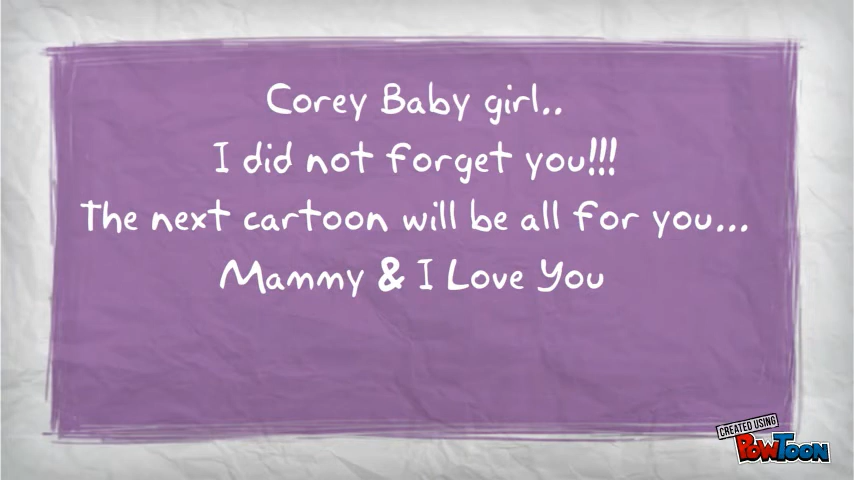 Corey Baby girl..
I did not forget you!!!
The next cartoon will be all for you...
Mammy & I Love You
CREATED USING
POWTOON